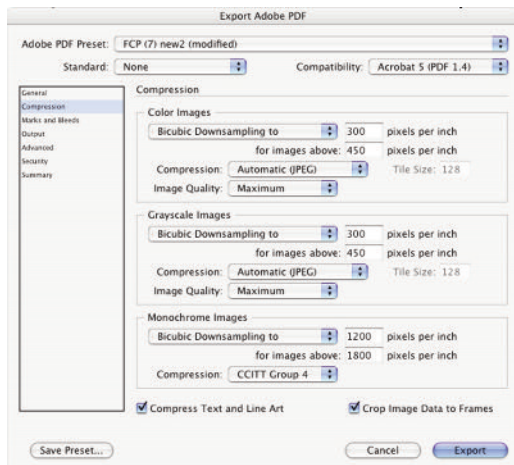 Export Adobe PDF
Adobe PDF Preset: FCP (7) new2 (modified)
Standard: None Compatibility: Acrobat 5 (PDF 1.4)
General
Compression
Marks and Bleeds
Output
Advanced
Security
Summary
Compression
Color Images
Bicubic Downsampling to 300 pixels per inch
for images above: 450 pixels per inch
Compression: Automatic (JPEG) Tile Size: 128
Image Quality: Maximum
Grayscale Images
Bicubic Downsampling to 300 pixels per inch
for images above: 450 pixels per inch
Compression: Automatic (JPEG) Tile Size: 128
Image Quality: Maximum
Monochrome Images
Bicubic Downsampling to 1200 pixels per inch
for images above: 1800 pixels per inch
Compression: CCITT Group 4
Compress Text and Line Art Crop Image Data to Frames
Save Preset... Cancel Export